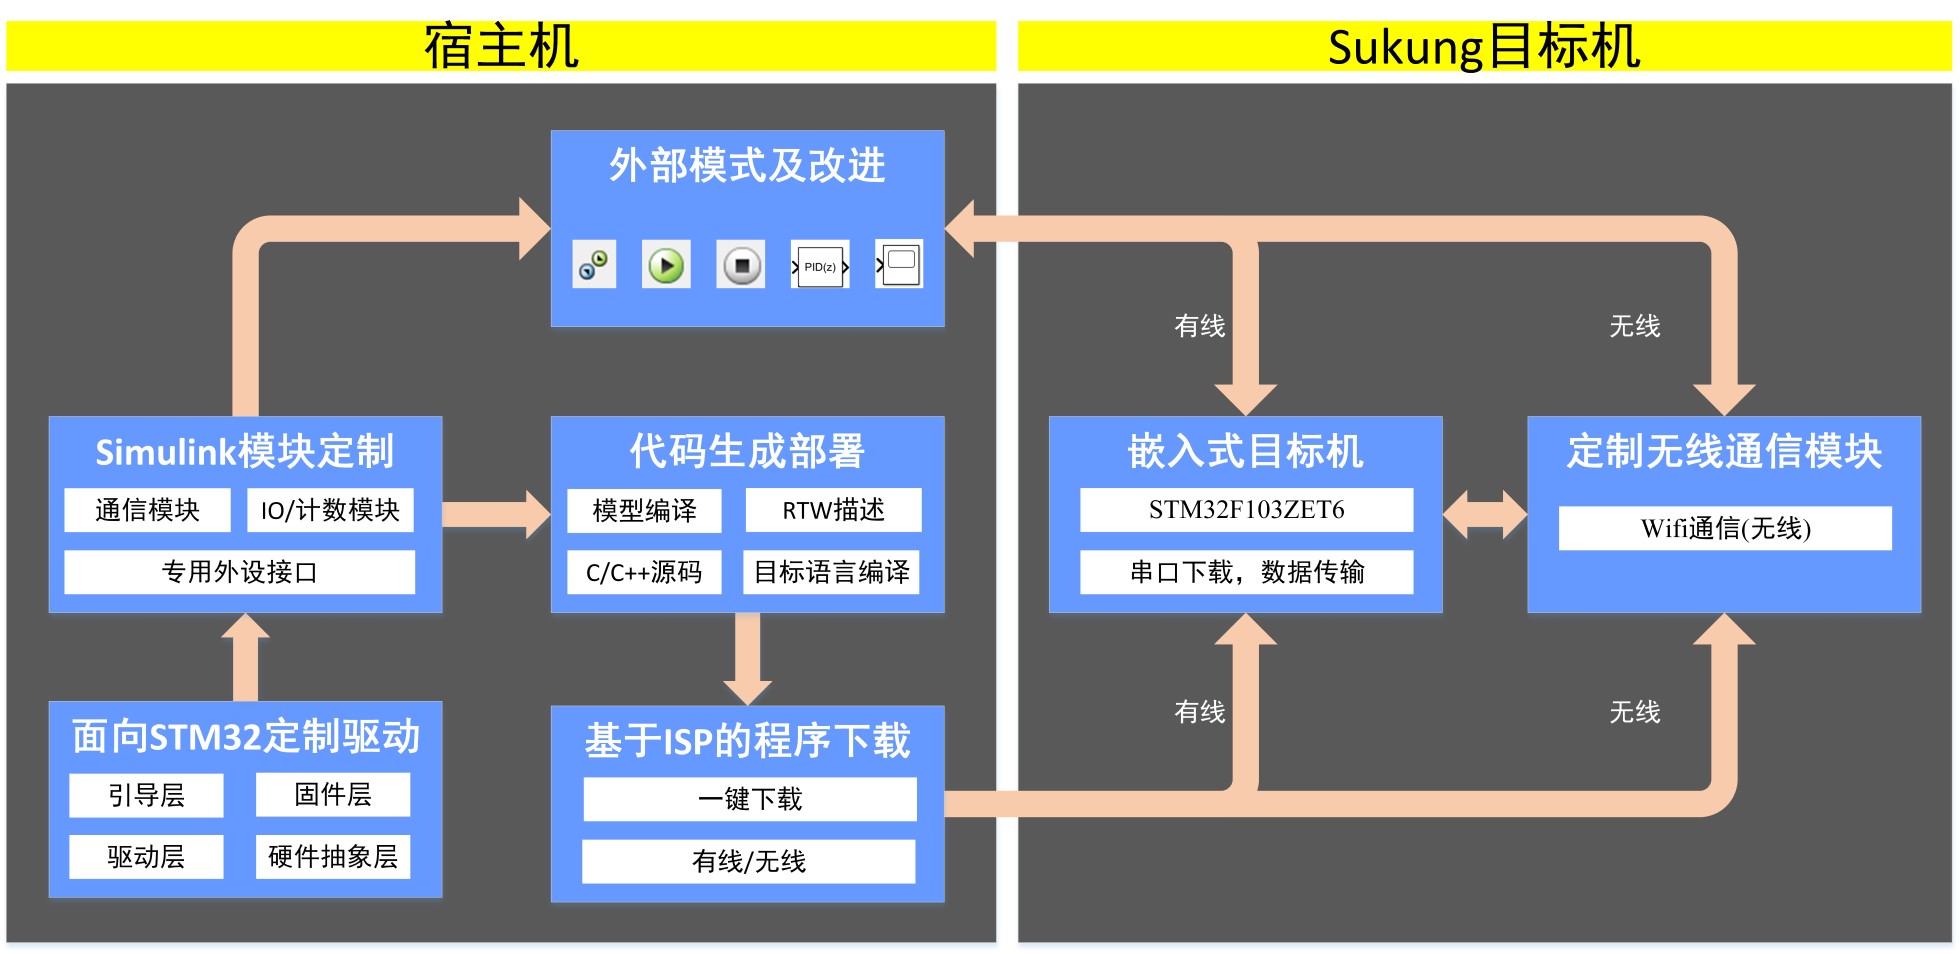 宿主机
Sukung目标机
外部模式及改进
PID(z)
有线
无线
Simulink模块定制
通信模块
IO/计数模块
专用外设接口
代码生成部署
模型编译
RTW描述
C/C++源码
目标语言编译
嵌入式目标机
STM32F103ZET6
串口下载，数据传输
定制无线通信模块
Wifi通信(无线)
面向STM32定制驱动
引导层
固件层
驱动层
硬件抽象层
基于ISP的程序下载
一键下载
有线/无线
有线
无线